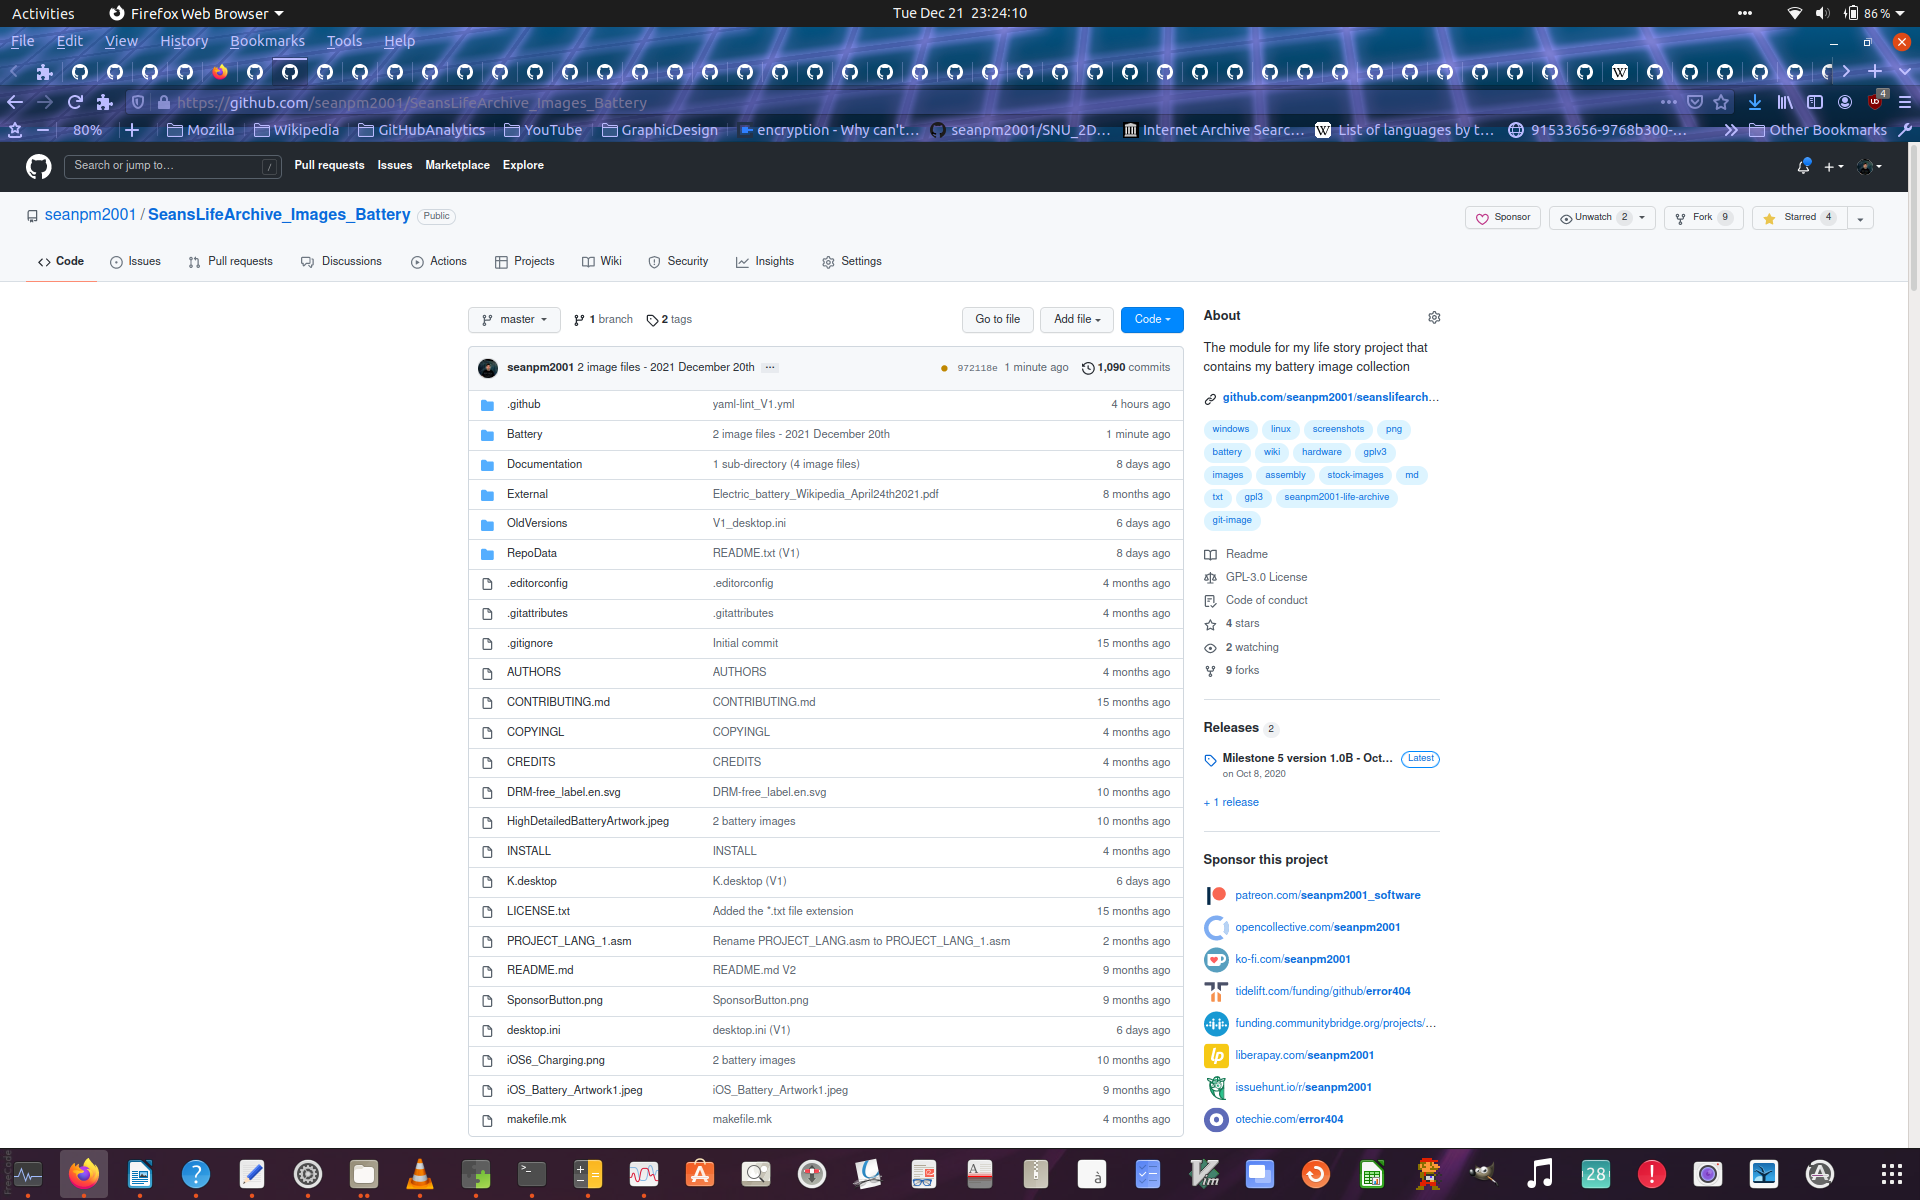 Activities Firefox Web Browser Tue Dec 21 23:24:10 86 %
File Edit View History Bookmarks Tools Help
https://github.com/seanpm2001/SeansLifeArchive_Images_Battery 4
80% Mozilla Wikipedia GitHubAnalytics YouTube GraphicDesign encryption - Why can't… seanpm2001/SNU_2D… Internet Archive Searc… List of languages by t… 91533656-9768b300-… Other Bookmarks
Search or jump to… / Pull requests Issues Marketplace Explore
seanpm2001 / SeansLifeArchive_Images_Battery Public Sponsor Unwatch 2 Fork 9 Starred 4
Code Issues Pull requests Discussions Actions Projects Wiki Security Insights Settings
master 1 branch 2 tags Go to file Add file Code
seanpm2001 2 image files - 2021 December 20th ... 972118e 1 minute ago 1,090 commits
.github yaml-lint_V1.yml 4 hours ago
Battery 2 image files - 2021 December 20th 1 minute ago
Documentation 1 sub-directory (4 image files) 8 days ago
External Electric_battery_Wikipedia_April24th2021.pdf 8 months ago
OldVersions V1_desktop.ini 6 days ago
RepoData README.txt (V1) 8 days ago
.editorconfig .editorconfig 4 months ago
.gitattributes .gitattributes 4 months ago
.gitignore Initial commit 15 months ago
AUTHORS AUTHORS 4 months ago
CONTRIBUTING.md CONTRIBUTING.md 15 months ago
COPYINGL COPYINGL 4 months ago
CREDITS CREDITS 4 months ago
DRM-free_label.en.svg DRM-free_label.en.svg 10 months ago
HighDetailedBatteryArtwork.jpeg 2 battery images 10 months ago
INSTALL INSTALL 4 months ago
K.desktop K.desktop (V1) 6 days ago
LICENSE.txt Added the *.txt file extension 15 months ago
PROJECT_LANG_1.asm Rename PROJECT_LANG.asm to PROJECT_LANG_1.asm 2 months ago
README.md README.md V2 9 months ago
SponsorButton.png SponsorButton.png 9 months ago
desktop.ini desktop.ini (V1) 6 days ago
iOS6_Charging.png 2 battery images 10 months ago
iOS_Battery_Artwork1.jpeg iOS_Battery_Artwork1.jpeg 9 months ago
makefile.mk makefile.mk 4 months ago
About
The module for my life story project that
contains my battery image collection
github.com/seanpm2001/seanslifearch…
windows linux screenshots png
battery wiki hardware gplv3
images assembly stock-images md
txt gpl3 seanpm2001-life-archive
git-image
Readme
GPL-3.0 License
Code of conduct
4 stars
2 watching
9 forks
Releases 2
Milestone 5 version 1.0B - Oct… Latest
on Oct 8, 2020
+ 1 release
Sponsor this project
patreon.com/seanpm2001_software
opencollective.com/seanpm2001
ko-fi.com/seanpm2001
tidelift.com/funding/github/error404
funding.communitybridge.org/projects/…
liberapay.com/seanpm2001
issuehunt.io/r/seanpm2001
otechie.com/error404
28